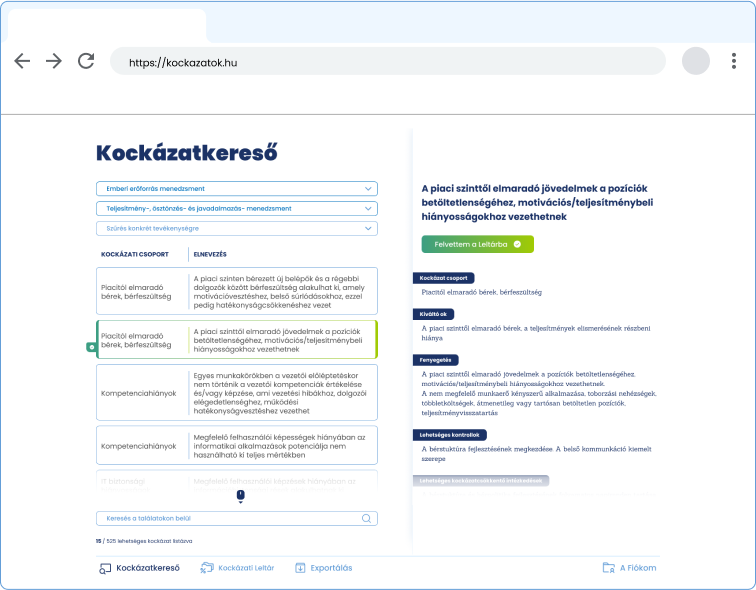 https://kockazatok.hu
Kockázatkereső
Emberi erőforrás menedzsment
Teljesítmény-, ösztönzés- és javadalmazás- menedzsment
Szűrés konkrét tevékenységre
KOCKÁZATI CSOPORT
ELNEVEZÉS
Piacitól elmaradó
bérek, bérfeszültség
A piaci szinten bérezett új belépők és a régebbi
dolgozók között bérfeszültség alakulhat ki, amely
motivációvesztéshez, belső súrlódásokhoz, ezzel
pedig hatékonyságcsökkenéshez vezet
Piacitól elmaradó
bérek, bérfeszültség
A piaci szinttől elmaradó jövedelmek a pozíciók
betöltetlenségéhez, motivációs/teljesítménybeli
hiányosságokhoz vezethetnek
Kompetenciahiányok
Egyes munkakörökben a vezetői előléptetéskor
nem történik a vezetői kompetenciák értékelése
és/vagy képzése, ami vezetési hibákhoz, dolgozói
elégedetlenséghez, működési
hatékonyságvesztéshez vezethet
Kompetenciahiányok
Megfelelő felhasználói képességek hiányában az
informatikai alkalmazások potenciálja nem
használható ki teljes mértékben
IT biztonsági
Megfelelő felhasználói képzések hiányában az
Keresés a találatokon belül
15 / 525 lehetséges kockázat listázva
A piaci szinttől elmaradó jövedelmek a pozíciók
betöltetlenségéhez, motivációs/teljesítménybeli
hiányosságokhoz vezethetnek
Felvettem a Leltárba
Kockázat csoport
Piacitól elmaradó bérek, bérfeszültség
Kiváltó ok
A piaci szinttől elmaradó bérek, a teljesítmények elismerésének részbeni
hiánya
Fenyegetés
A piaci szinttől elmaradó jövedelmek a pozíciók betöltetlenségéhez,
motivációs/teljesítménybeli hiányosságokhoz vezethetnek.
A nem megfelelő munkaerő kényszerű alkalmazása, toborzási nehézségek,
többletköltségek, átmenetileg vagy tartósan betöltetlen pozíciók,
teljesítményvisszatartás
Lehetséges kontrollok
A bérstuktúra fejlesztésének megkezdése A belső kommunkáció kiemelt
szerepe
Lehetséges kockázatcsökkentő intézkedések
Kockázatkereső
Kockázati Leltár
Exportálás
A Fiókom